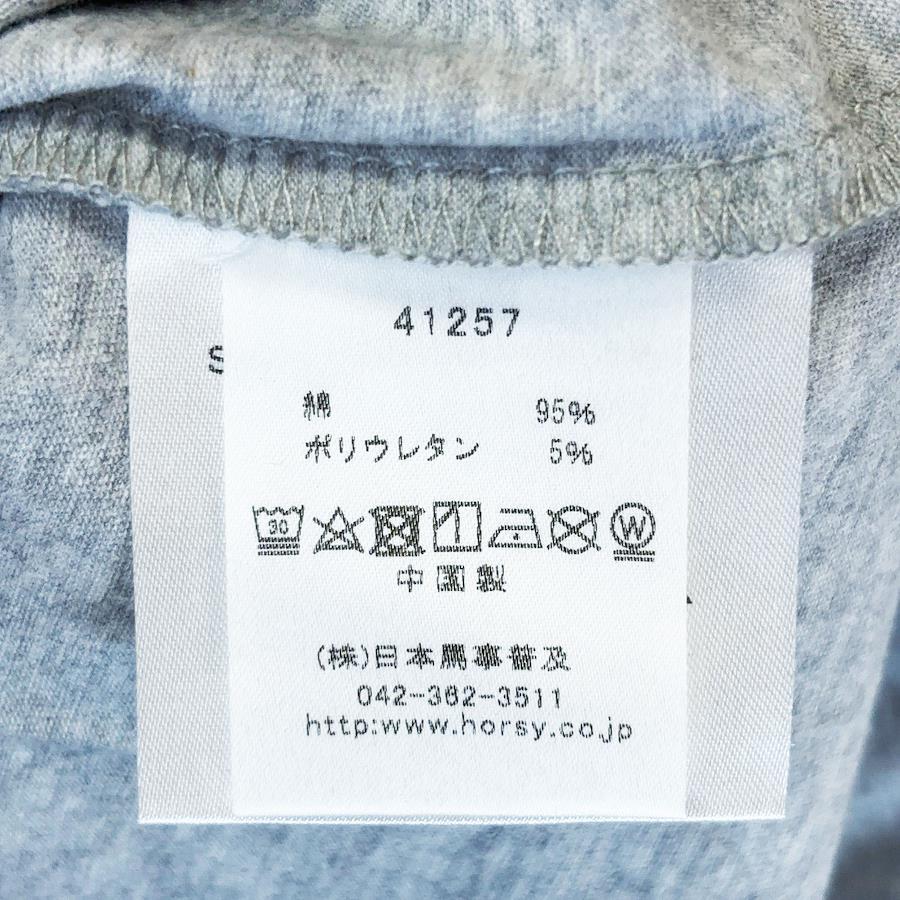 41257
綿 95%
ポリウレタン 5%
30
W
中国製
(株)日本馬事普及
042-362-3511
http:www.horsy.co.jp